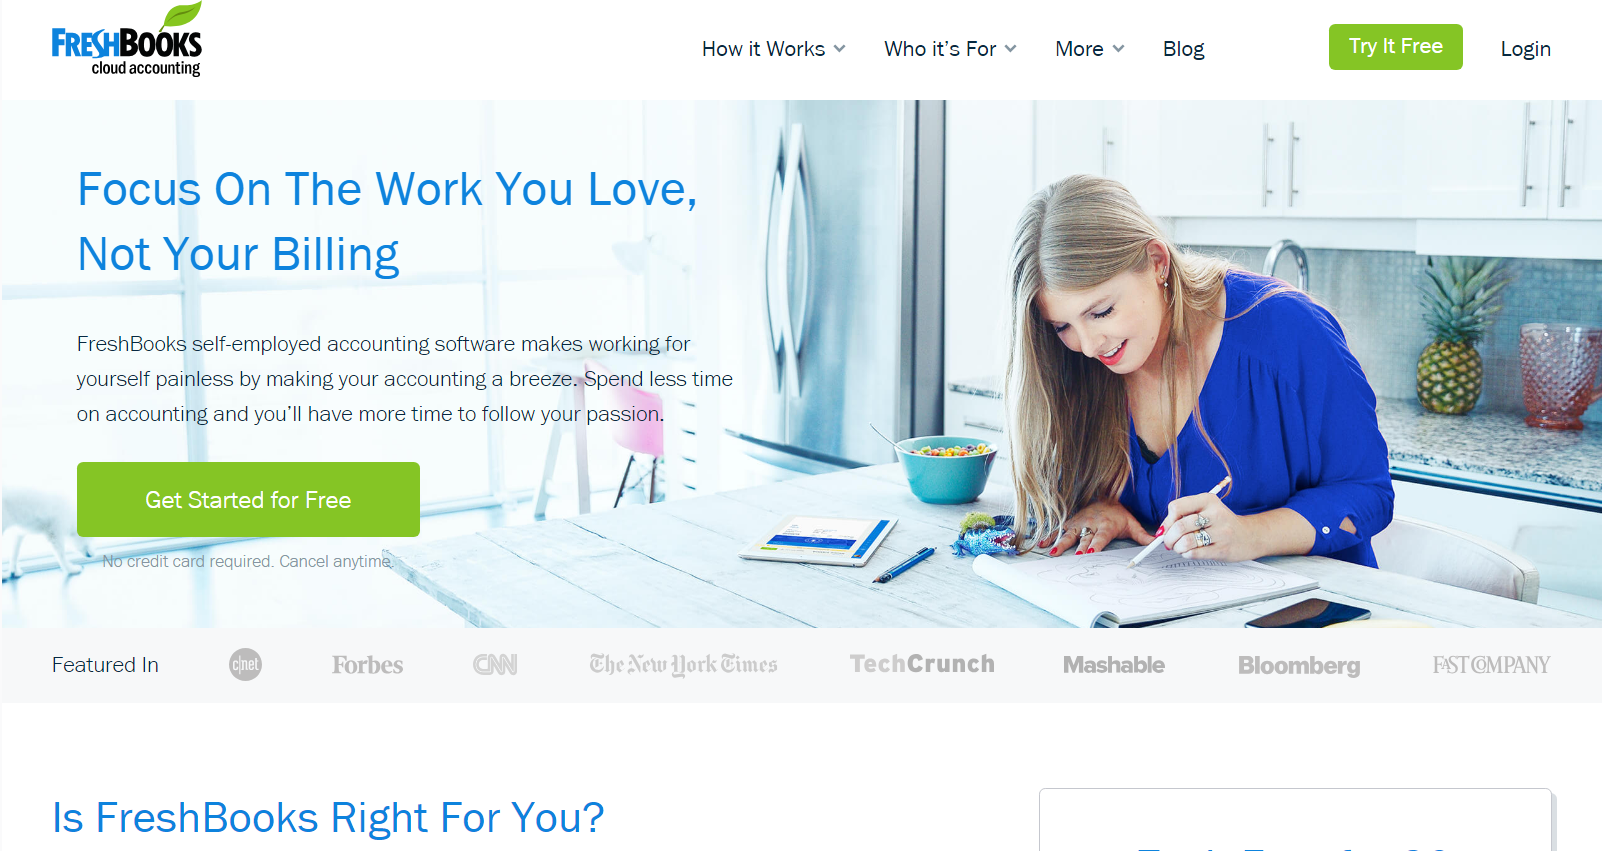 FRESHBOOKS
cloud accounting
How it Works
Who it's For
More
Blog
Try It Free
Login
Focus On The Work You Love,
Not Your Billing
FreshBooks self-employed accounting software makes working for
yourself painless by making your accounting a breeze. Spend less time
on accounting and you'll have more time to follow your passion.
Get Started for Free
No credit card required. Cancel anytime.
Featured In
c|net
Forbes
CNN
The New York Times
TechCrunch
Mashable
Bloomberg
FAST COMPANY
Is FreshBooks Right For You?